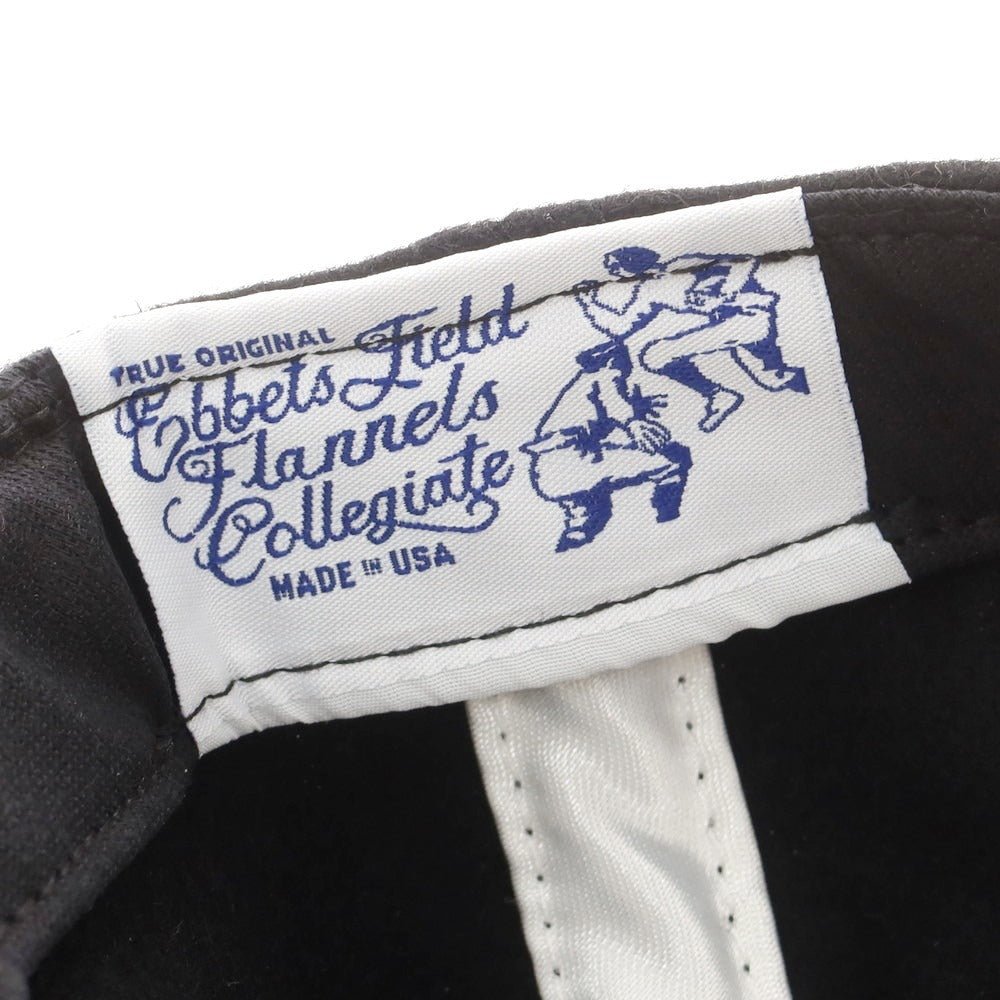 TRUE ORIGINAL
Ebbets Field
Flannels
Collegiate
MADE IN USA